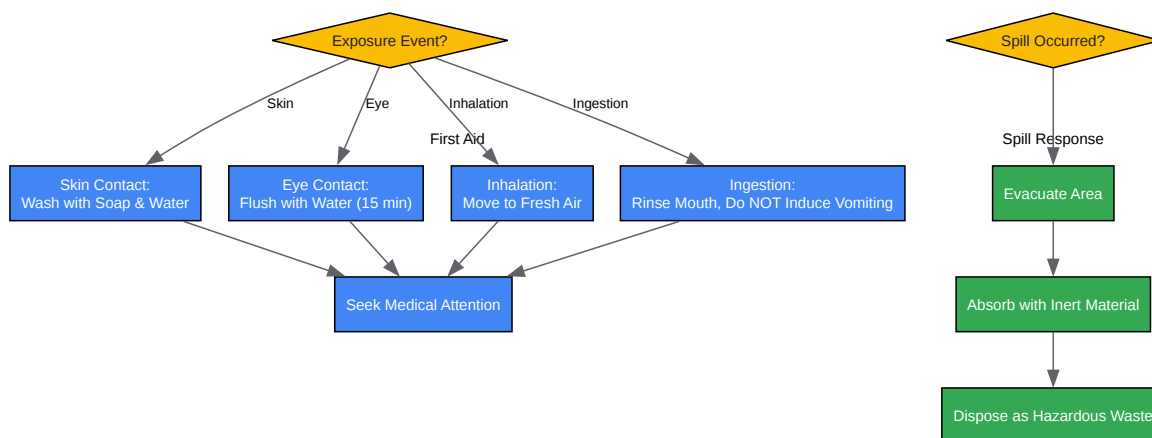 Exposure Event?
Skin
Eye
Inhalation
Ingestion
First Aid
Skin Contact:
Wash with Soap & Water
Eye Contact:
Flush with Water (15 min)
Inhalation:
Move to Fresh Air
Ingestion:
Rinse Mouth, Do NOT Induce Vomiting
Seek Medical Attention
Spill Occurred?
Spill Response
Evacuate Area
Absorb with Inert Material
Dispose as Hazardous Waste